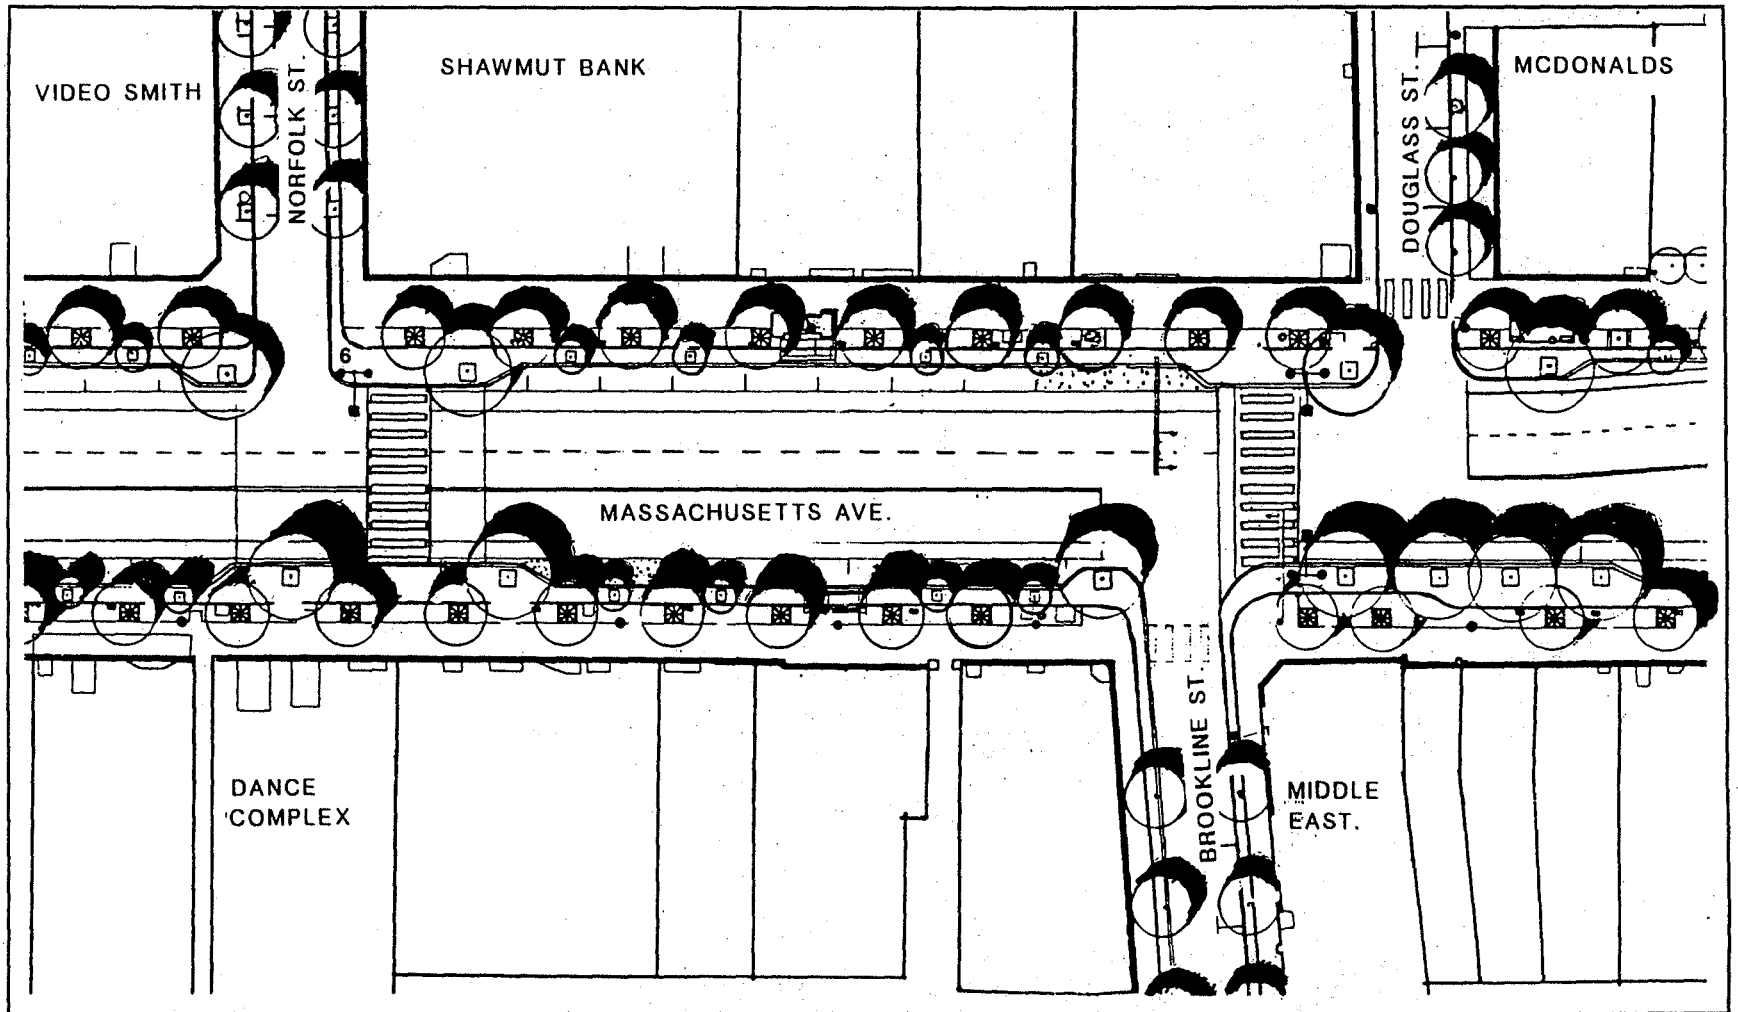 VIDEO SMITH
NORFOLK ST.
SHAWMUT BANK
DOUGLASS ST.
MCDONALDS
6
MASSACHUSETTS AVE.
DANCE
COMPLEX
BROOKLINE ST.
MIDDLE
EAST.